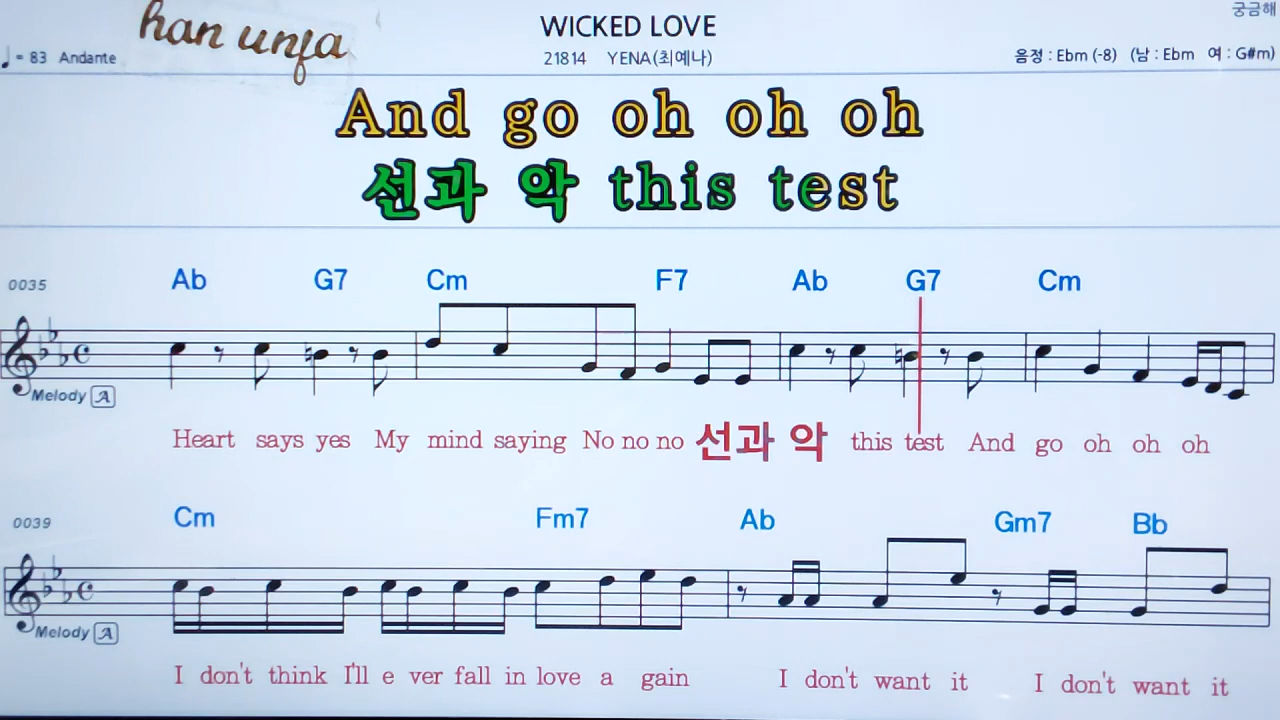 han unfa
WICKED LOVE
궁금해
♩= 83 Andante
21814 YENA(최예나)
음정 : Ebm (-8) (남 : Ebm 여 : G#m)
And go oh oh oh
선과 악 this test
0035 Ab G7 Cm F7 Ab G7 Cm
Melody A
Heart says yes My mind saying No no no 선과 악 this test And go oh oh oh
0039 Cm Fm7 Ab Gm7 Bb
Melody A
I don't think I'll e ver fall in love a gain I don't want it I don't want it